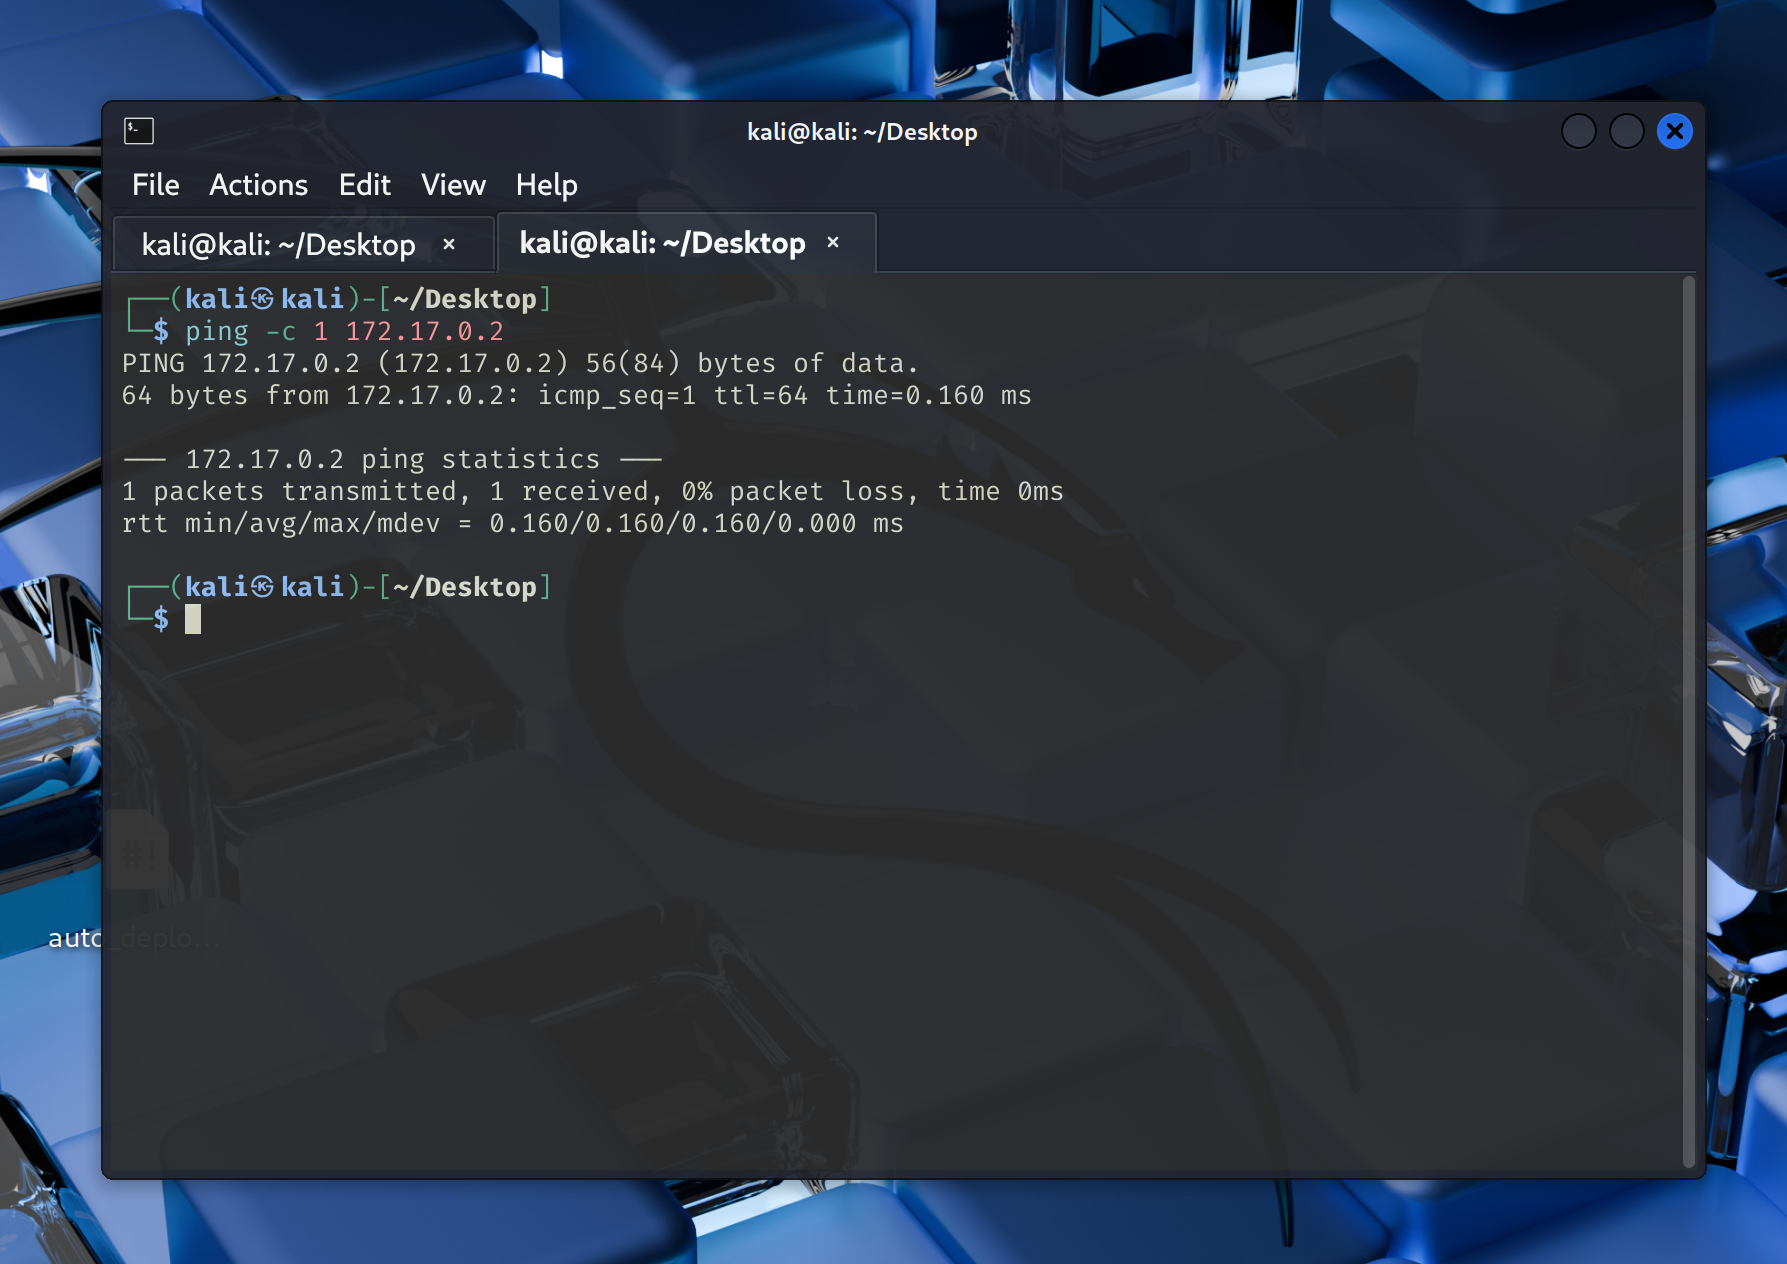 kali@kali: ~/Desktop
File Actions Edit View Help
kali@kali: ~/Desktop × kali@kali: ~/Desktop ×
┌──(kali㉿kali)-[~/Desktop]
└─$ ping -c 1 172.17.0.2
PING 172.17.0.2 (172.17.0.2) 56(84) bytes of data.
64 bytes from 172.17.0.2: icmp_seq=1 ttl=64 time=0.160 ms
--- 172.17.0.2 ping statistics ---
1 packets transmitted, 1 received, 0% packet loss, time 0ms
rtt min/avg/max/mdev = 0.160/0.160/0.160/0.000 ms
┌──(kali㉿kali)-[~/Desktop]
└─$
#!
auto_deplo...